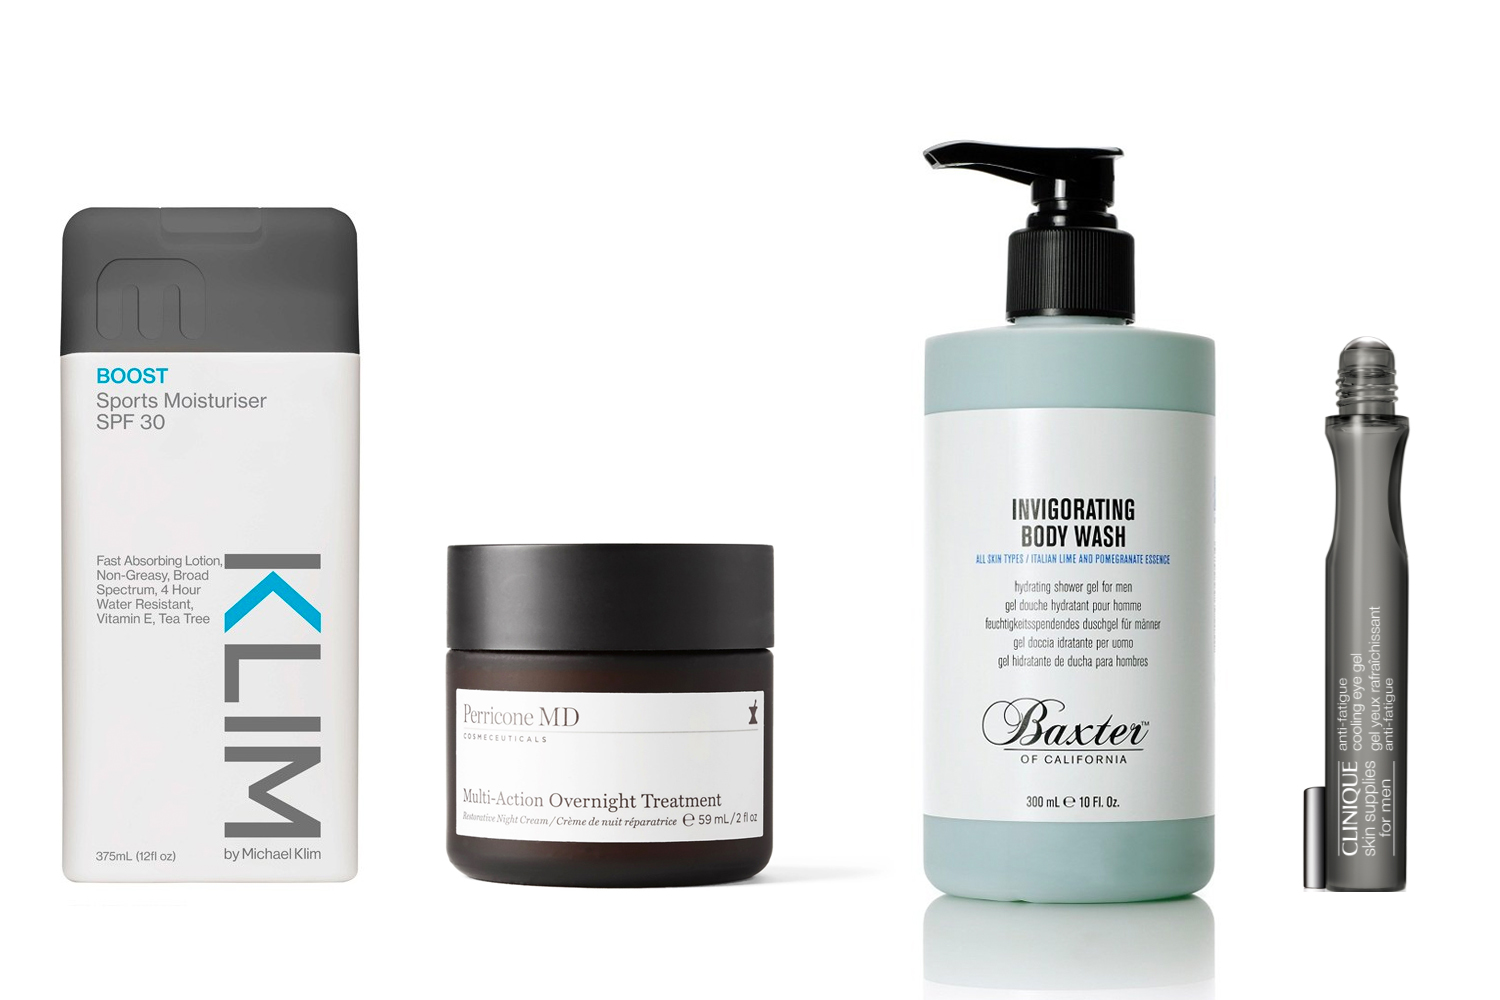 BOOST
Sports Moisturiser
SPF 30
Fast Absorbing Lotion,
Non-Greasy, Broad
Spectrum, 4 Hour
Water Resistant,
Vitamin E, Tea Tree
KLIM
375mL (12fl oz)
by Michael Klim
Perricone MD
COSMECEUTICALS
Multi-Action Overnight Treatment
Restorative Night Cream / Crème de nuit réparatrice ℮ 59 mL / 2 fl oz
INVIGORATING
BODY WASH
ALL SKIN TYPES / ITALIAN LIME AND POMEGRANATE ESSENCE
hydrating shower gel for men
gel douche hydratant pour homme
feuchtigkeitsspendendes duschgel für männer
gel doccia idratante per uomo
gel hidratante de ducha para hombres
Baxter™
OF CALIFORNIA
300 mL ℮ 10 Fl. Oz.
CLINIQUE
skin supplies
for men
anti-fatigue
cooling eye gel
gel yeux rafraîchissant
anti-fatigue